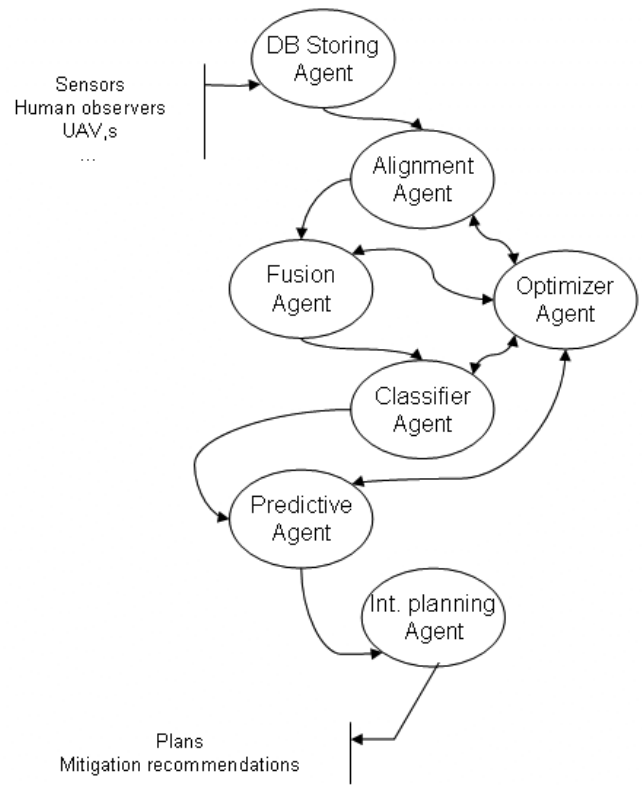 DB Storing
Agent
Sensors
Human observers
UAV,s
...
Alignment
Agent
Fusion
Agent
Optimizer
Agent
Classifier
Agent
Predictive
Agent
Int. planning
Agent
Plans
Mitigation recommendations